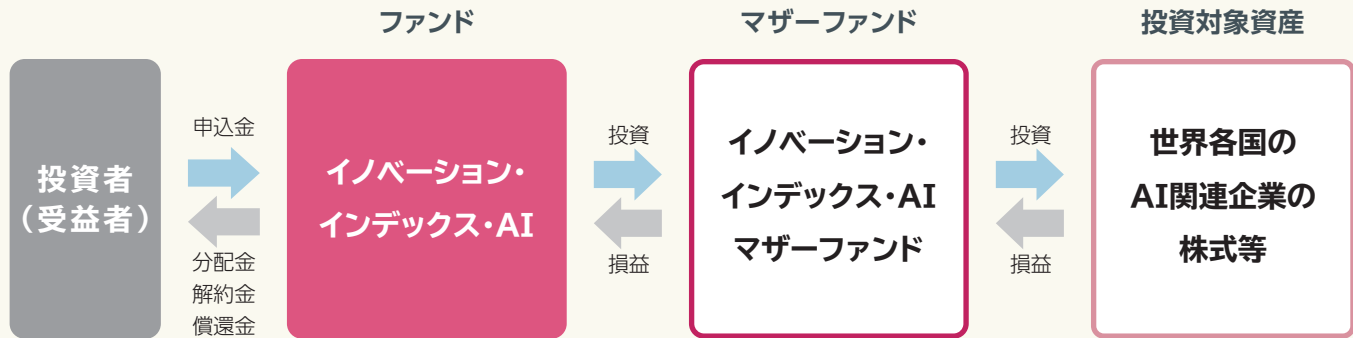 ファンド
マザーファンド
投資対象資産
投資者
(受益者)
申込金
分配金
解約金
償還金
イノベーション・
インデックス・AI
投資
損益
イノベーション・
インデックス・AI
マザーファンド
投資
損益
世界各国の
AI関連企業の
株式等